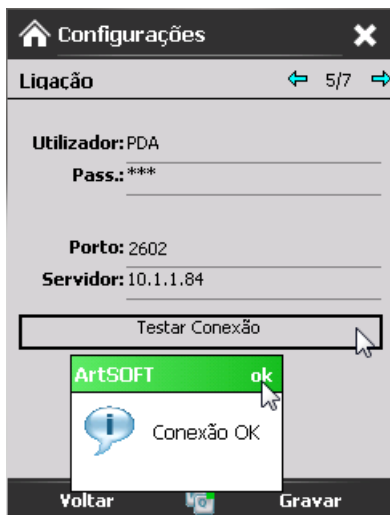 Configurações
Ligação 5/7
Utilizador: PDA
Pass.: ***
Porto: 2602
Servidor: 10.1.1.84
Testar Conexão
ArtSOFT ok
Conexão OK
Voltar Gravar